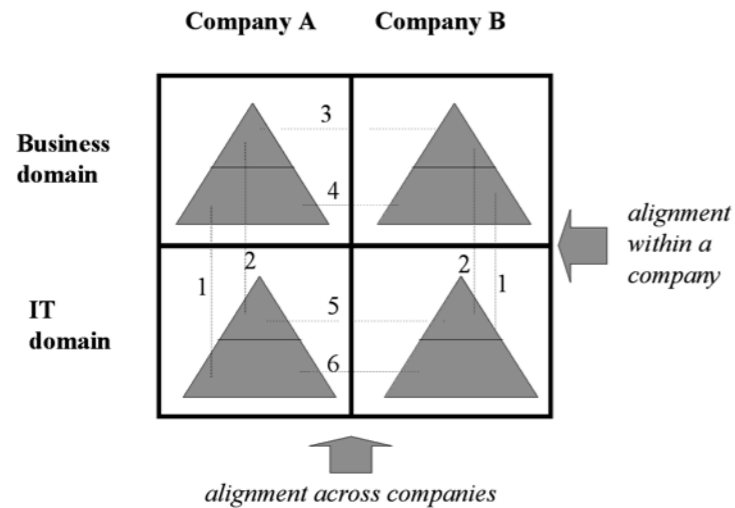 Company A
Company B
3
Business
domain
4
alignment
within a
company
2
2
1
1
IT
domain
5
6
alignment across companies